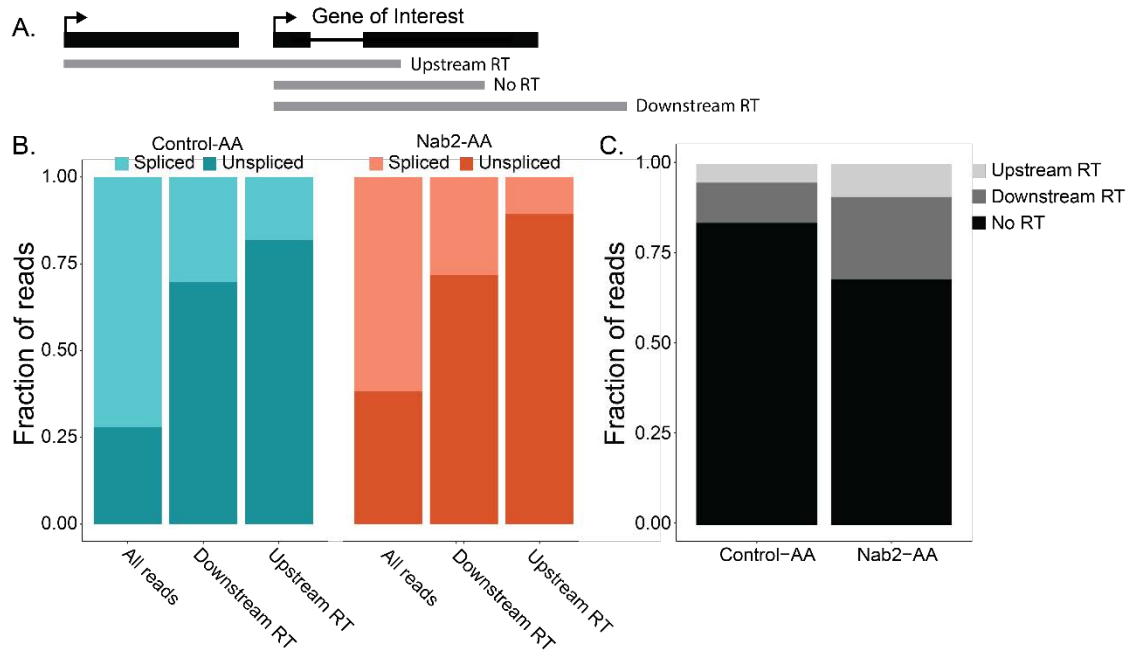 A.
Gene of Interest
Upstream RT
No RT
Downstream RT
B.
Control-AA
Spliced Unspliced
Nab2-AA
Spliced Unspliced
Fraction of reads
1.00
0.75
0.50
0.25
0.00
All reads
Downstream RT
Upstream RT
All reads
Downstream RT
Upstream RT
C.
Fraction of reads
1.00
0.75
0.50
0.25
0.00
Control−AA
Nab2−AA
Upstream RT
Downstream RT
No RT